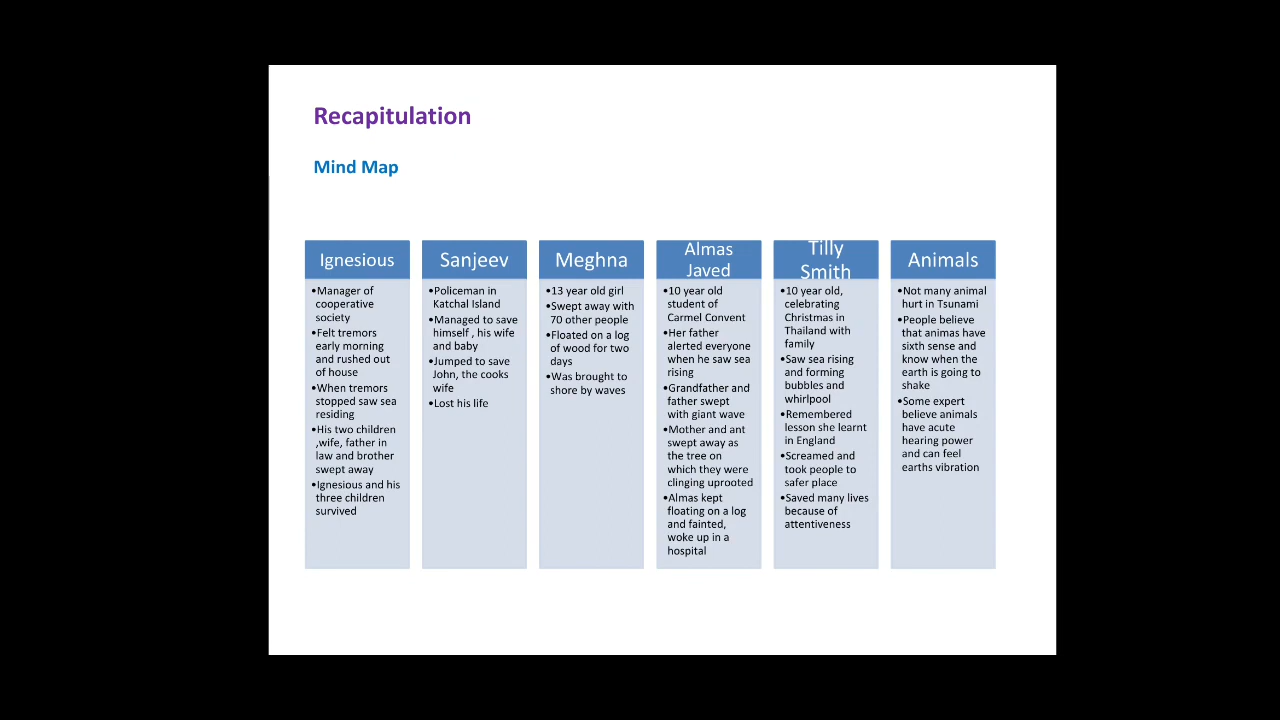 Recapitulation
Mind Map
Ignesious
•Manager of
cooperative
society
•Felt tremors
early morning
and rushed out
of house
•When tremors
stopped saw sea
residing
•His two children
,wife, father in
law and brother
swept away
•Ignesious and his
three children
survived
Sanjeev
•Policeman in
Katchal Island
•Managed to save
himself , his wife
and baby
•Jumped to save
John, the cooks
wife
•Lost his life
Meghna
•13 year old girl
•Swept away with
70 other people
•Floated on a log
of wood for two
days
•Was brought to
shore by waves
Almas
Javed
•10 year old
student of
Carmel Convent
•Her father
alerted everyone
when he saw sea
rising
•Grandfather and
father swept
with giant wave
•Mother and ant
swept away as
the tree on
which they were
clinging uprooted
•Almas kept
floating on a log
and fainted,
woke up in a
hospital
Tilly
Smith
•10 year old,
celebrating
Christmas in
Thailand with
family
•Saw sea rising
and forming
bubbles and
whirlpool
•Remembered
lesson she learnt
in England
•Screamed and
took people to
safer place
•Saved many lives
because of
attentiveness
Animals
•Not many animal
hurt in Tsunami
•People believe
that animas have
sixth sense and
know when the
earth is going to
shake
•Some expert
believe animals
have acute
hearing power
and can feel
earths vibration